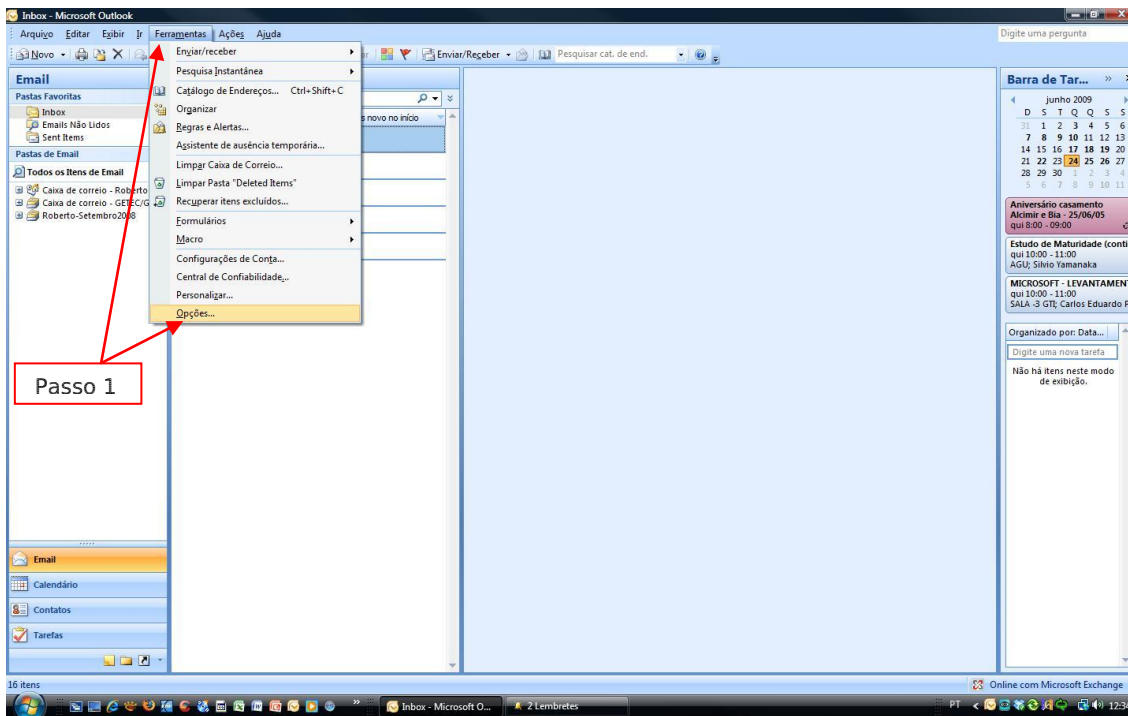 Inbox - Microsoft Outlook
Arquivo Editar Exibir Ir Ferramentas Ações Ajuda
Digite uma pergunta
Novo
Enviar/Receber
Pesquisar cat. de end.
Email
Pastas Favoritas
Inbox
Emails Não Lidos
Sent Items
Pastas de Email
Todos os Itens de Email
Caixa de correio - Roberto
Caixa de correio - GETEC/G
Roberto-Setembro2008
Enviar/receber
Pesquisa Instantânea
Catálogo de Endereços... Ctrl+Shift+C
Organizar
Regras e Alertas...
Assistente de ausência temporária...
Limpar Caixa de Correio...
Limpar Pasta "Deleted Items"
Recuperar itens excluídos...
Formulários
Macro
Configurações de Conta...
Central de Confiabilidade...
Personalizar...
Opções...
s novo no início
Passo 1
Barra de Tar... »
junho 2009
D S T Q Q S S
31 1 2 3 4 5 6
7 8 9 10 11 12 13
14 15 16 17 18 19 20
21 22 23 24 25 26 27
28 29 30 1 2 3 4
5 6 7 8 9 10 11
Aniversário casamento
Alcimir e Bia - 25/06/05
qui 8:00 - 09:00
Estudo de Maturidade (conti
qui 10:00 - 11:00
AGU; Silvio Yamanaka
MICROSOFT - LEVANTAMEN
qui 10:00 - 11:00
SALA -3 GTI; Carlos Eduardo
Organizado por: Data...
Digite uma nova tarefa
Não há itens neste modo
de exibição.
Email
Calendário
Contatos
Tarefas
16 itens
Online com Microsoft Exchange
» Inbox - Microsoft O... 2 Lembretes PT 12:34